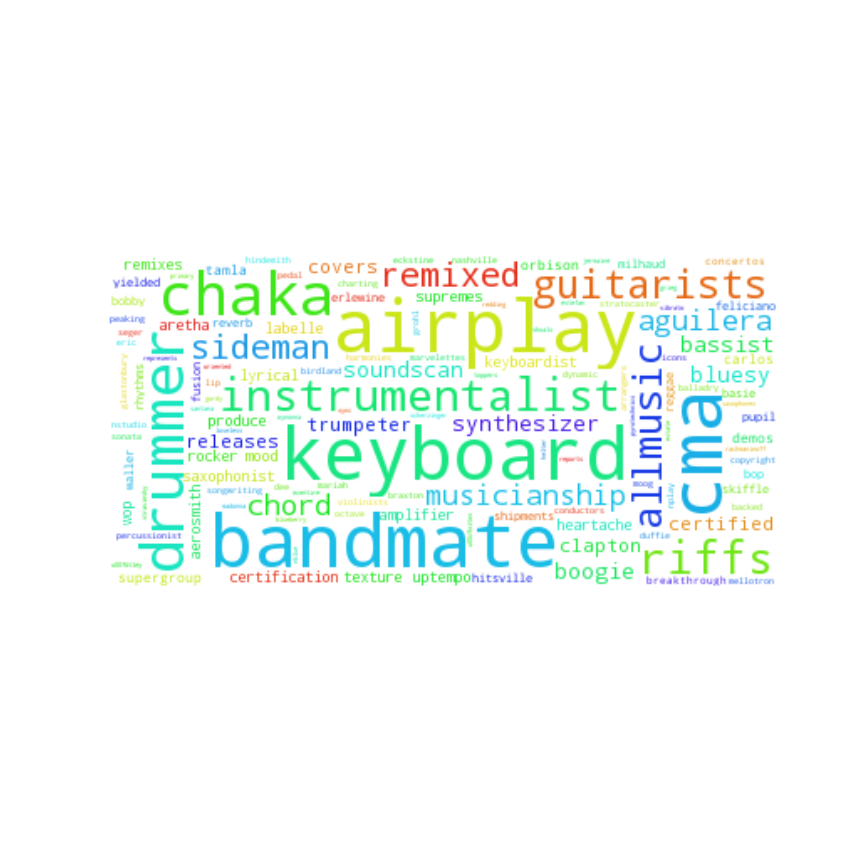 remixes
tamla
hindemith
covers
eckstine
nashville
orbison
milhaud
concertos
yielded
chaka
pedal
charting
remixed
guitarists
bobby
erlewine
supremes
stratocaster
feliciano
peaking
aretha
reverb
labelle
airplay
aguilera
seger
eric
sideman
harmonies
marvelettes
keyboardist
bassist
icons
carlos
glastonbury
rhythms
drummer
fusion
lyrical
birdland
soundscan
dynamic
arrangers
allmusic
reggae
bluesy
balladry
basie
lip
instrumentalist
cma
produce
trumpeter
synthesizer
pupil
sonata
releases
keyboard
demos
waller
rocker
mood
reports
copyright
bop
saxophonist
moog
skiffle
songwriting
dee
mariah
braxton
musicianship
backed
wop
chord
violinists
octave
amplifier
shipments
conductors
heartache
certified
percussionist
aerosmith
bandmate
clapton
duffie
riffs
supergroup
certification
texture
uptempo
hitsville
boogie
breakthrough
mellotron